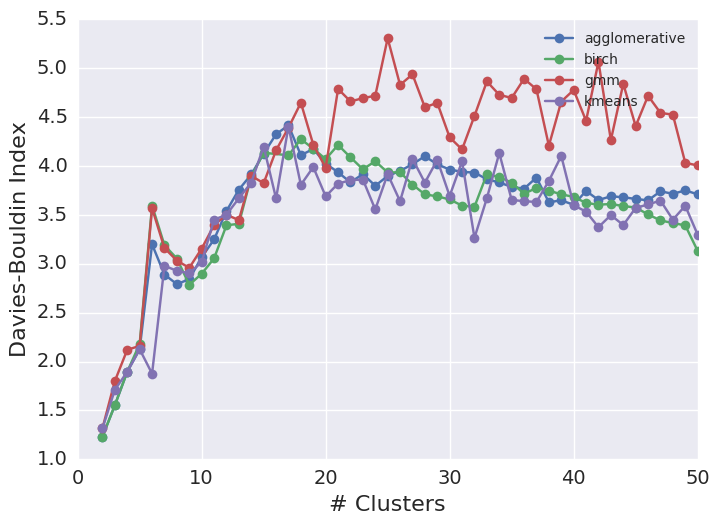 5.5
5.0
4.5
4.0
3.5
3.0
2.5
2.0
1.5
1.0
Davies-Bouldin Index
agglomerative
birch
gmm
kmeans
0 10 20 30 40 50
# Clusters